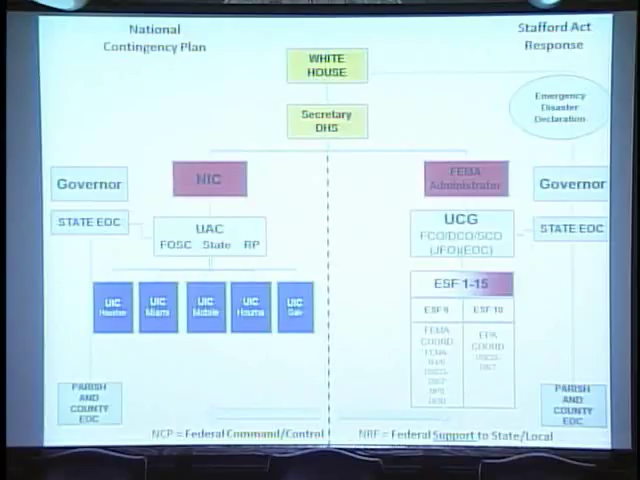 National
Contingency Plan
Stafford Act
Response
WHITE
HOUSE
Emergency
Disaster
Declaration
Secretary
DHS
Governor
NIC
FEMA
Administrator
Governor
STATE EOC
UAC
FOSC State RP
UCG
FCO/DCO/SCO
(JFO)(EOC)
STATE EOC
ESF 1-15
UIC
Houston
UIC
Miami
UIC
Mobile
UIC
Houma
UIC
ESF 9
ESF 10
FEMA
COORD
FEMA
EPA
COORD
PARISH
AND
COUNTY
EOC
PARISH
AND
COUNTY
EOC
NCP = Federal Command/Control
NRF = Federal Support to State/Local